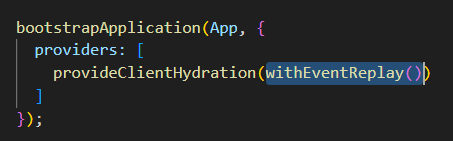 bootstrapApplication(App, {
  providers: [
    provideClientHydration(withEventReplay())
  ]
});